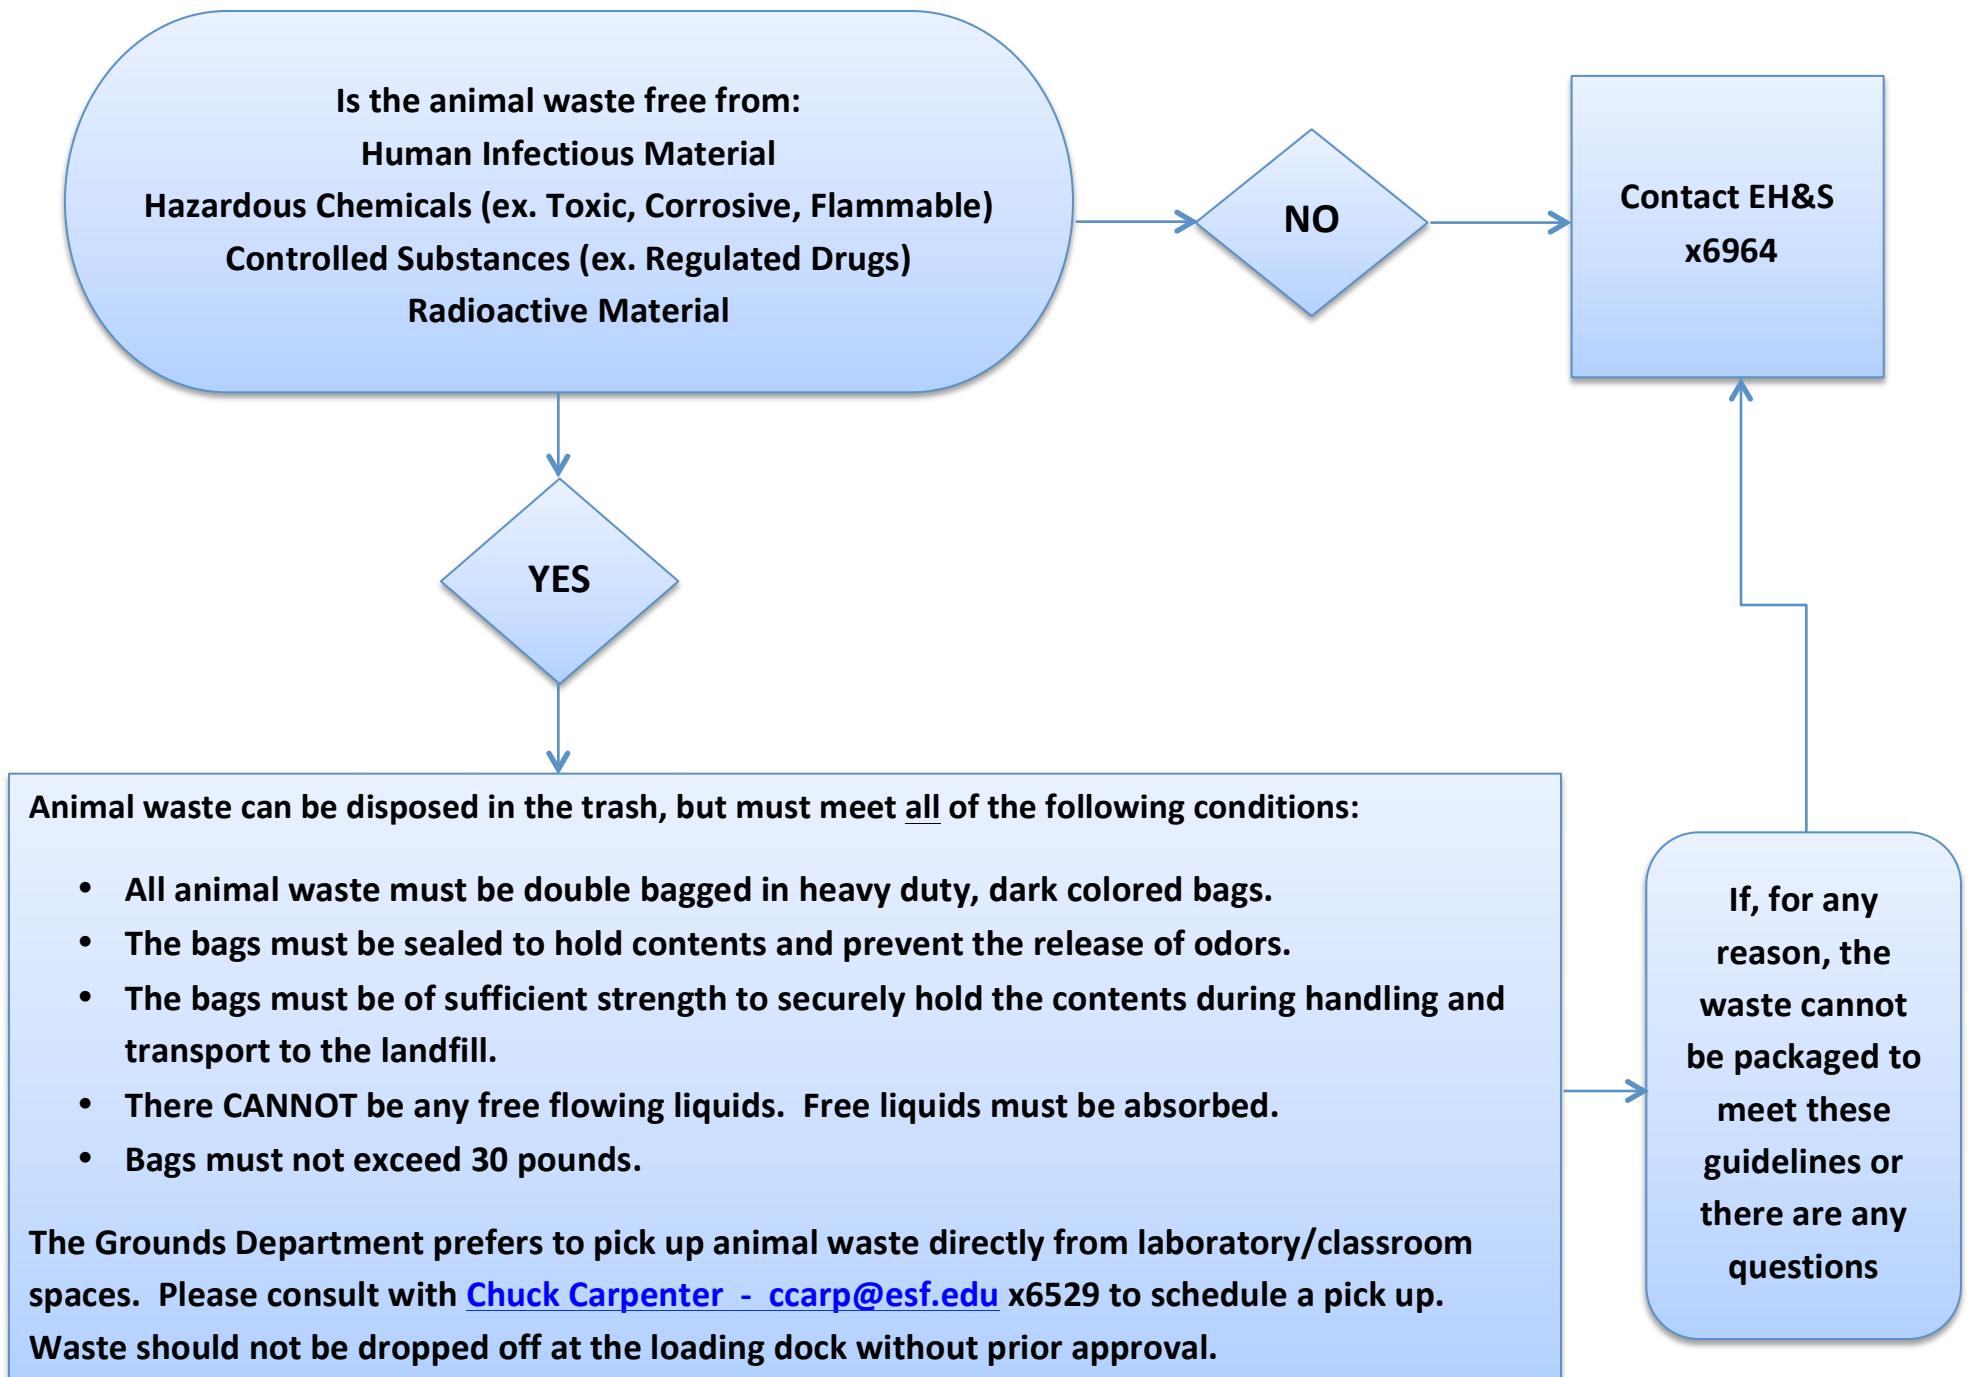 Is the animal waste free from:
Human Infectious Material
Hazardous Chemicals (ex. Toxic, Corrosive, Flammable)
Controlled Substances (ex. Regulated Drugs)
Radioactive Material
NO
Contact EH&S
x6964
YES
Animal waste can be disposed in the trash, but must meet all of the following conditions:
• All animal waste must be double bagged in heavy duty, dark colored bags.
• The bags must be sealed to hold contents and prevent the release of odors.
• The bags must be of sufficient strength to securely hold the contents during handling and
transport to the landfill.
• There CANNOT be any free flowing liquids.  Free liquids must be absorbed.
• Bags must not exceed 30 pounds.
The Grounds Department prefers to pick up animal waste directly from laboratory/classroom
spaces.  Please consult with Chuck Carpenter  -  ccarp@esf.edu x6529 to schedule a pick up.
Waste should not be dropped off at the loading dock without prior approval.
If, for any
reason, the
waste cannot
be packaged to
meet these
guidelines or
there are any
questions